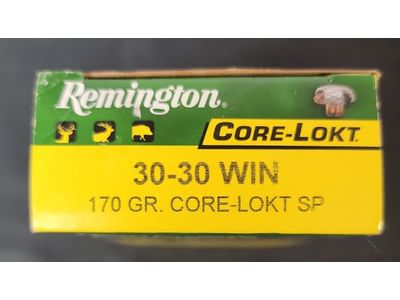 Remington.
CORE-LOKT
30-30 WIN
170 GR. CORE-LOKT SP